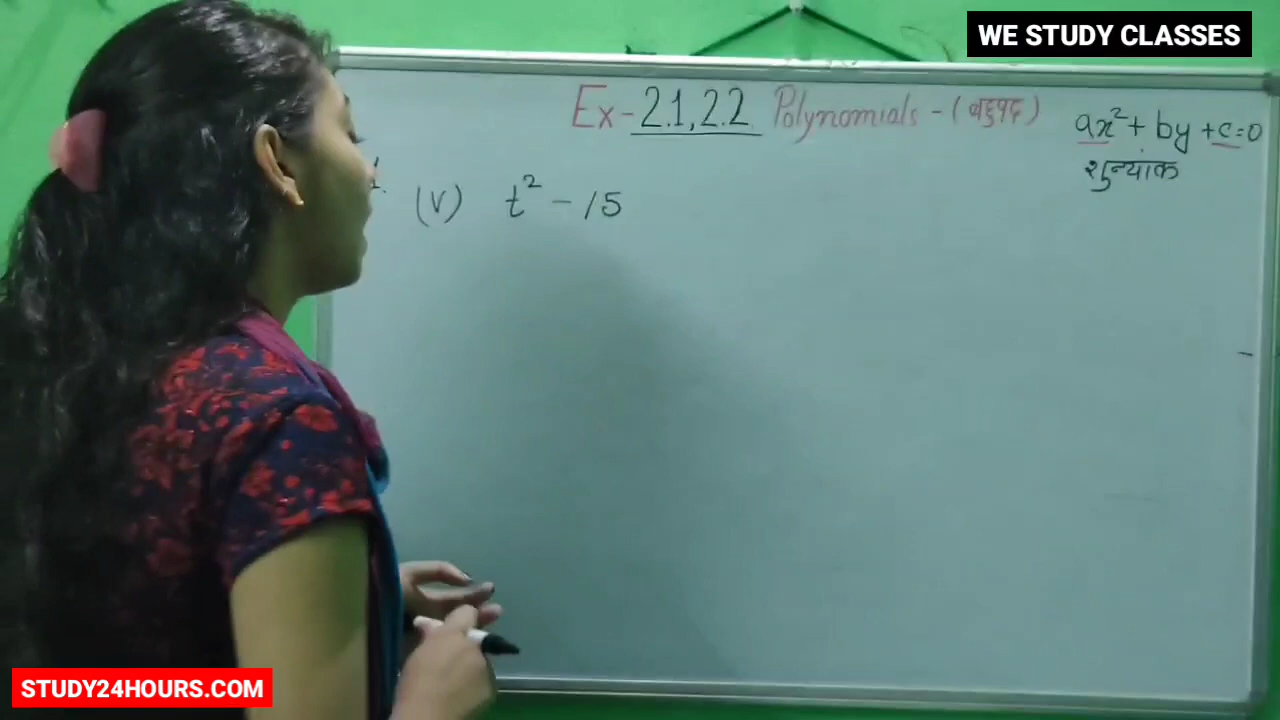 WE STUDY CLASSES
Ex-2.1,2.2 Polynomials - (बहुपद)
ax²+ by +c=0
शुन्यांक
(V) t² - 15
STUDY24HOURS.COM